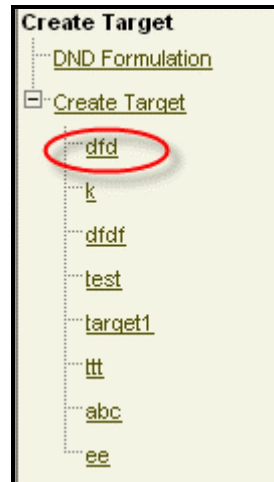 Create Target
DND Formulation
Create Target
dfd
k
dfdf
test
target1
ttt
abc
ee